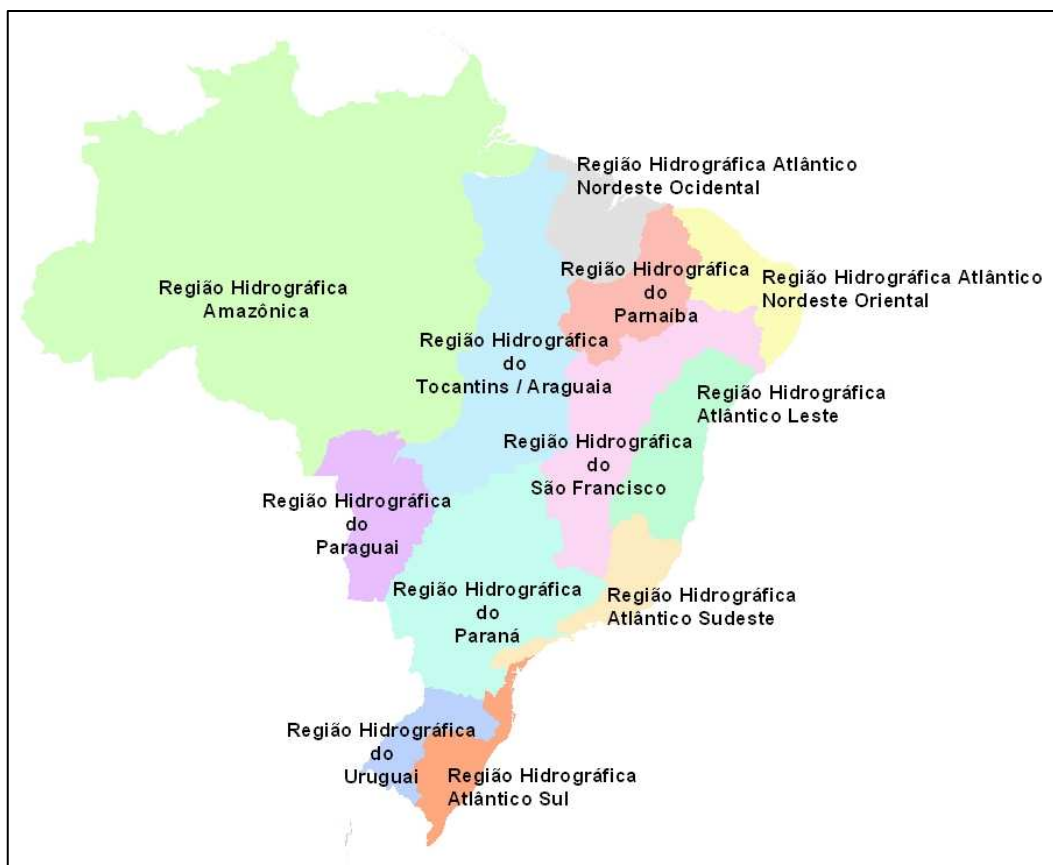 Região Hidrográfica Atlântico
Nordeste Ocidental
Região Hidrográfica
do
Parnaíba
Região Hidrográfica Atlântico
Nordeste Oriental
Região Hidrográfica
Amazônica
Região Hidrográfica
do
Tocantins / Araguaia
Região Hidrográfica
Atlântico Leste
Região Hidrográfica
do
São Francisco
Região Hidrográfica
do
Paraguai
Região Hidrográfica
do
Paraná
Região Hidrográfica
Atlântico Sudeste
Região Hidrográfica
do
Uruguai
Região Hidrográfica
Atlântico Sul